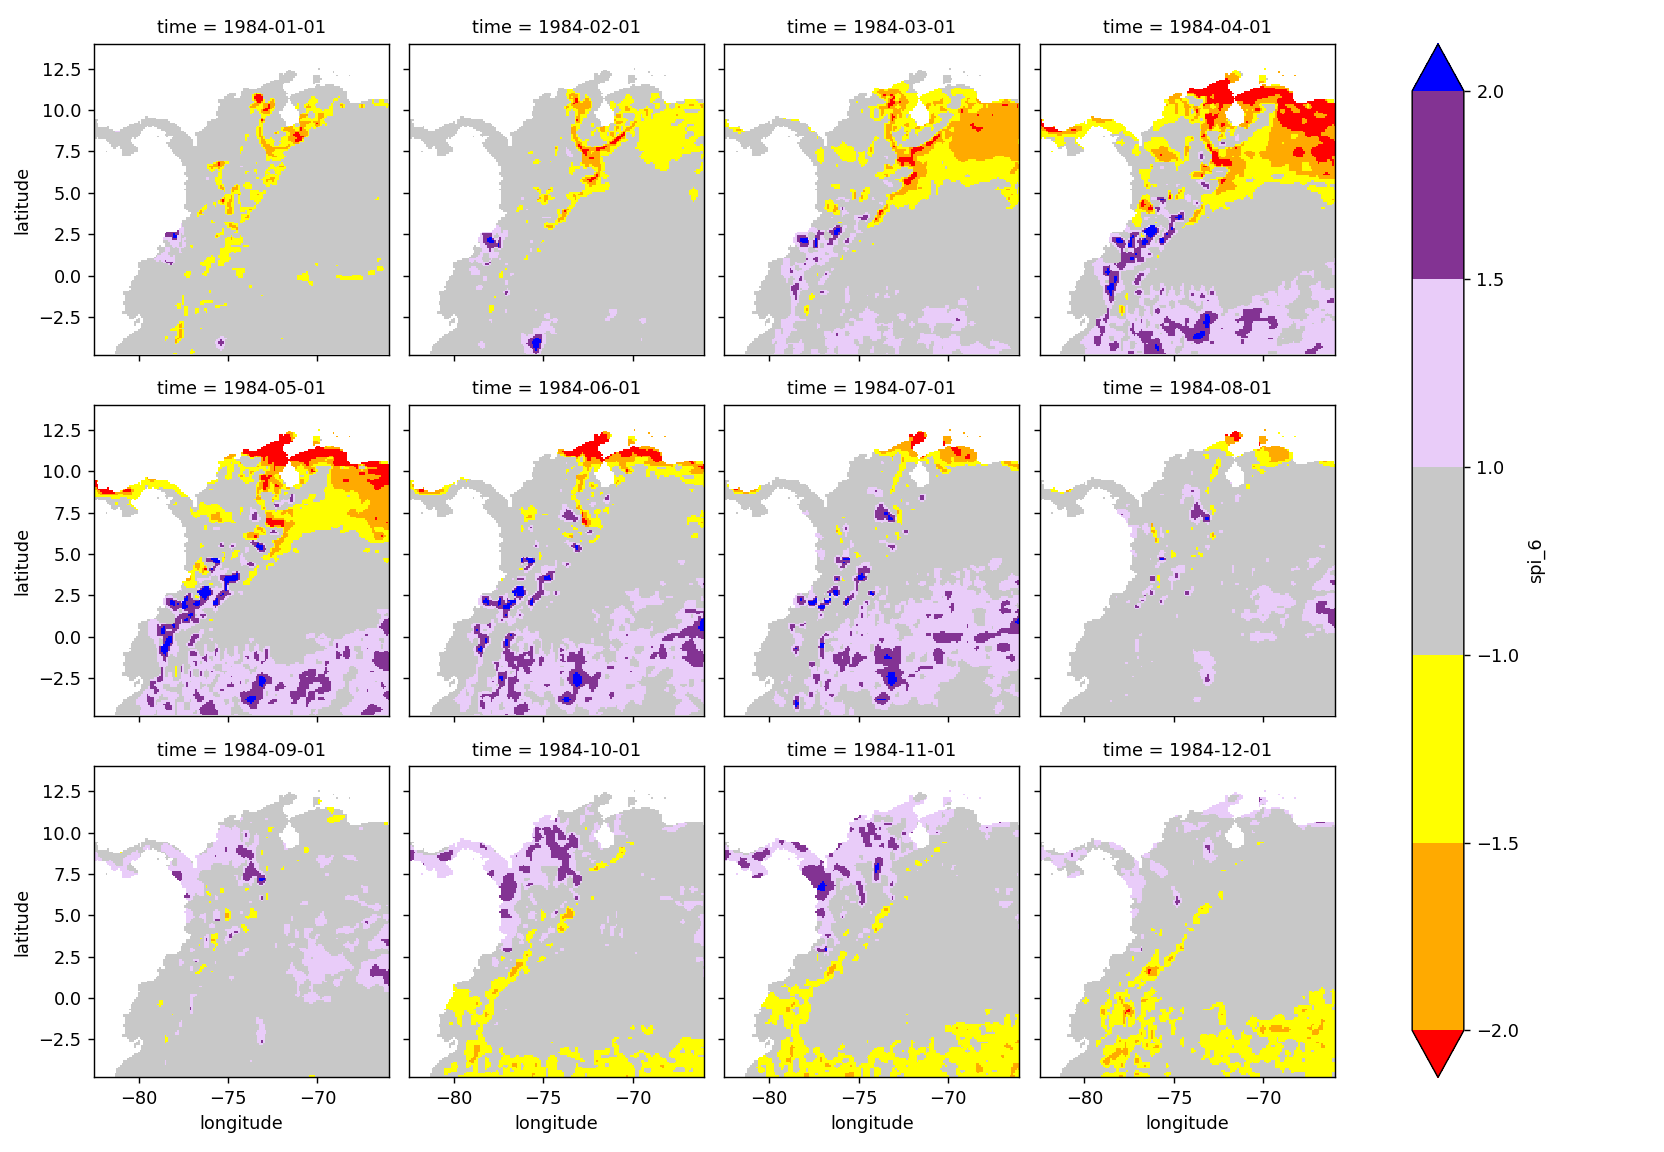 time = 1984-01-01
time = 1984-02-01
time = 1984-03-01
time = 1984-04-01
12.5
10.0
7.5
5.0
2.5
0.0
−2.5
latitude
time = 1984-05-01
time = 1984-06-01
time = 1984-07-01
time = 1984-08-01
12.5
10.0
7.5
5.0
2.5
0.0
−2.5
latitude
time = 1984-09-01
time = 1984-10-01
time = 1984-11-01
time = 1984-12-01
12.5
10.0
7.5
5.0
2.5
0.0
−2.5
latitude
−80 −75 −70
longitude
−80 −75 −70
longitude
−80 −75 −70
longitude
−80 −75 −70
longitude
2.0
1.5
1.0
−1.0
−1.5
−2.0
spi_6